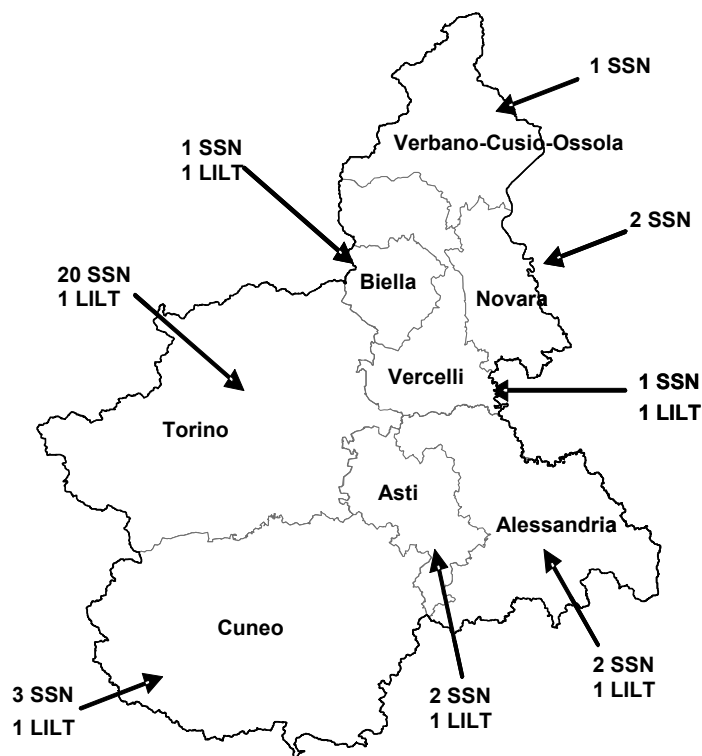 1 SSN
Verbano-Cusio-Ossola
1 SSN
1 LILT
2 SSN
20 SSN
1 LILT
Biella
Novara
Vercelli
1 SSN
1 LILT
Torino
Asti
Alessandria
Cuneo
3 SSN
1 LILT
2 SSN
1 LILT
2 SSN
1 LILT